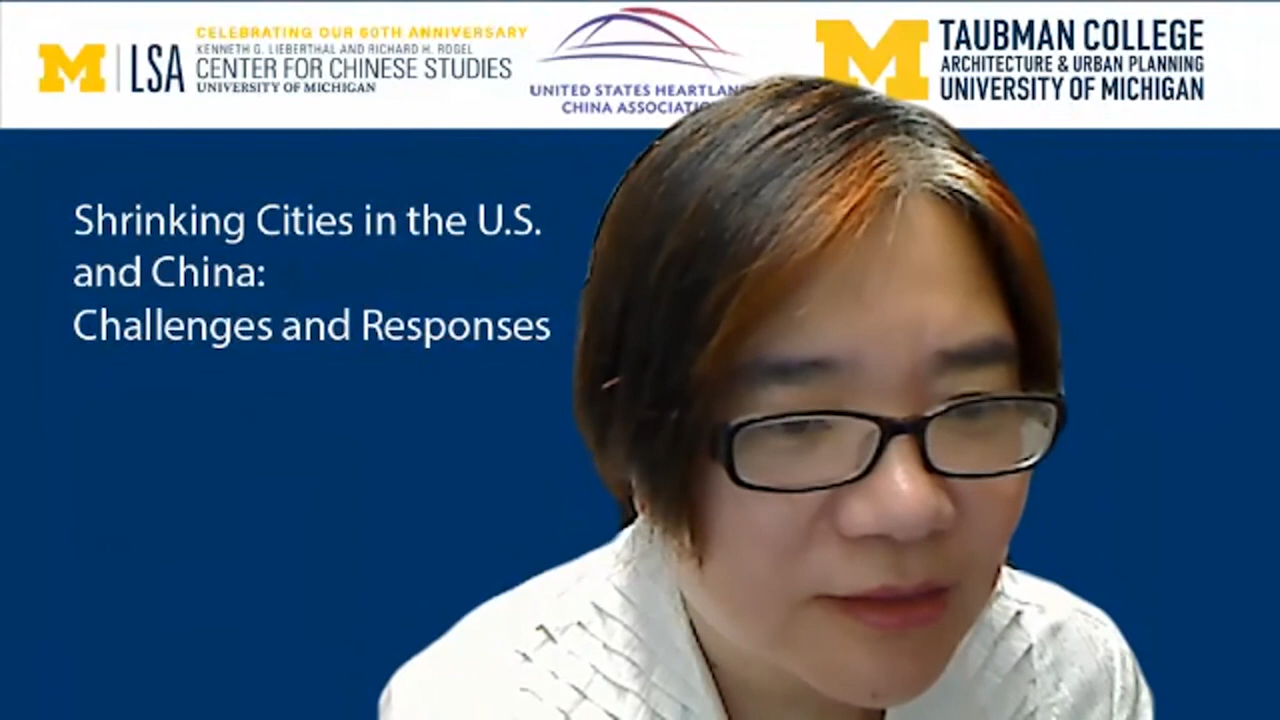 M LSA
CELEBRATING OUR 60TH ANNIVERSARY
KENNETH G. LIEBERTHAL AND RICHARD H. ROGEL
CENTER FOR CHINESE STUDIES
UNIVERSITY OF MICHIGAN
UNITED STATES HEARTLAN
CHINA ASSOCIATIO
M
TAUBMAN COLLEGE
ARCHITECTURE & URBAN PLANNING
UNIVERSITY OF MICHIGAN
Shrinking Cities in the U.S.
and China:
Challenges and Responses